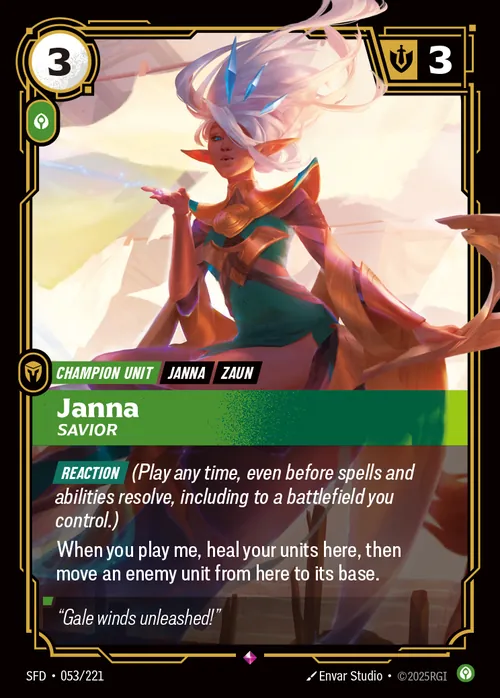 3
3
CHAMPION UNIT JANNA ZAUN
Janna
SAVIOR
REACTION (Play any time, even before spells and
abilities resolve, including to a battlefield you
control.)
When you play me, heal your units here, then
move an enemy unit from here to its base.
“Gale winds unleashed!”
SFD • 053/221 Envar Studio • ©2025RGI